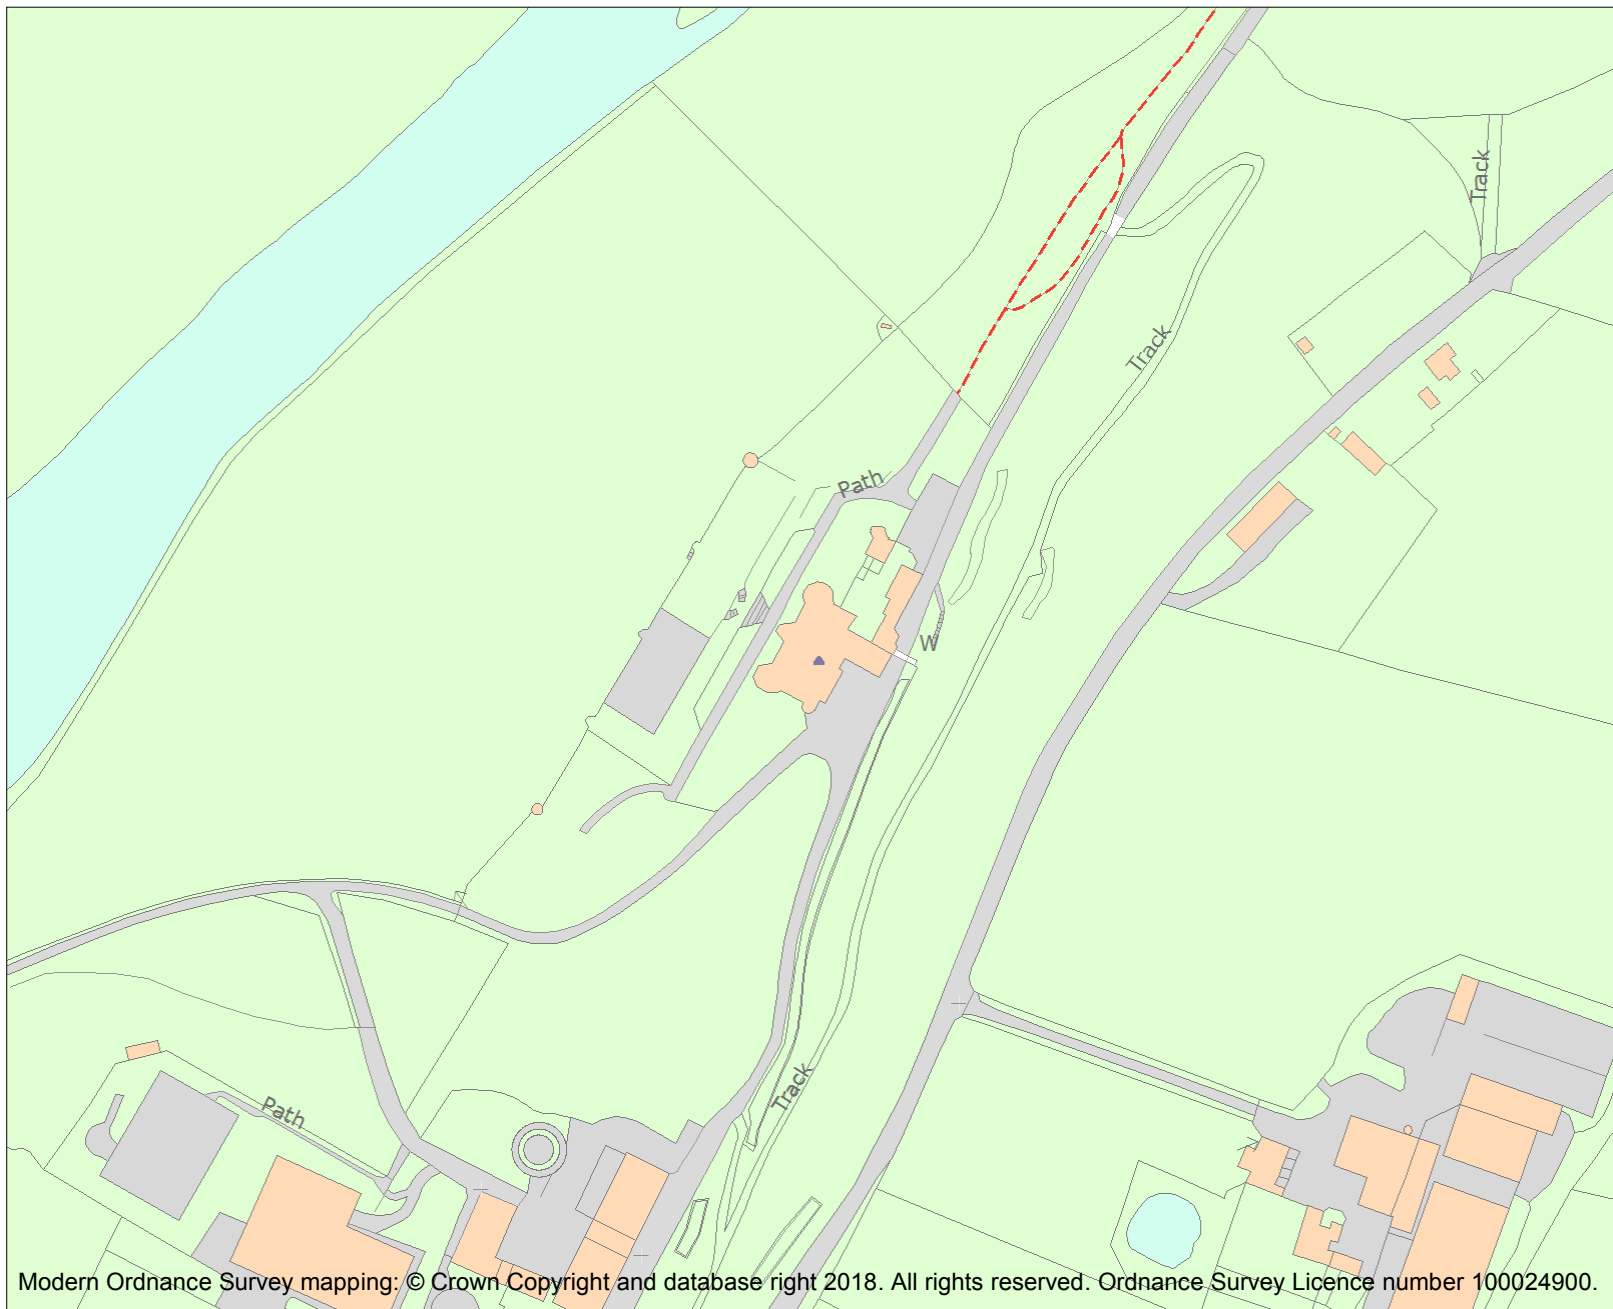 Track
Track
Path
W
Track
Path
Modern Ordnance Survey mapping: © Crown Copyright and database right 2018. All rights reserved. Ordnance Survey Licence number 100024900.